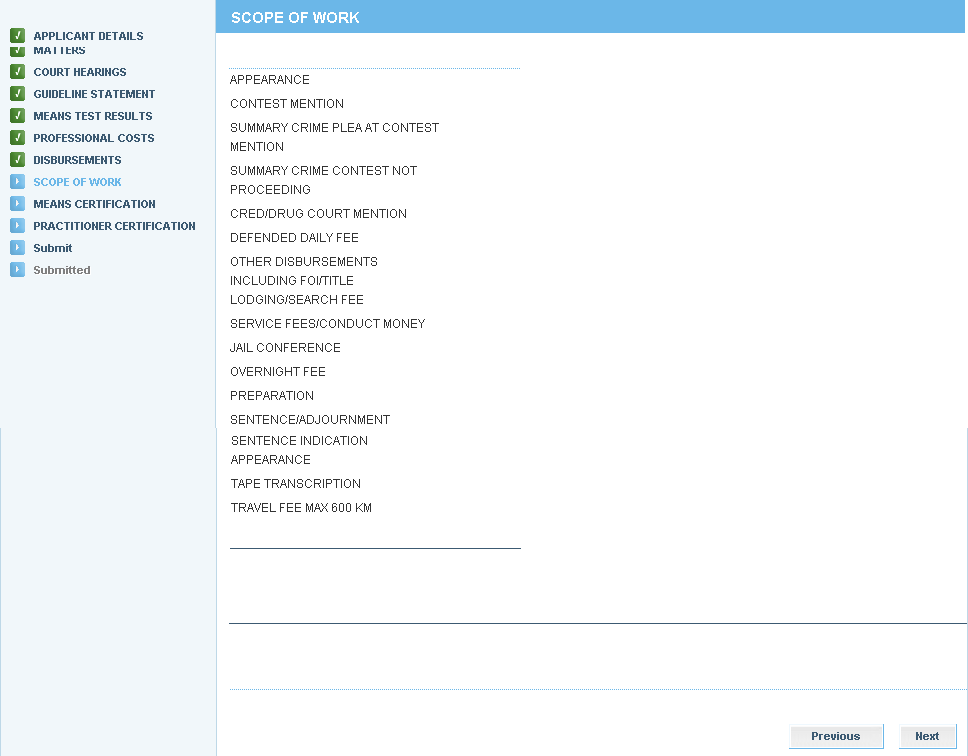 SCOPE OF WORK
APPLICANT DETAILS
MATTERS
COURT HEARINGS
GUIDELINE STATEMENT
MEANS TEST RESULTS
PROFESSIONAL COSTS
DISBURSEMENTS
SCOPE OF WORK
MEANS CERTIFICATION
PRACTITIONER CERTIFICATION
Submit
Submitted
APPEARANCE
CONTEST MENTION
SUMMARY CRIME PLEA AT CONTEST
MENTION
SUMMARY CRIME CONTEST NOT
PROCEEDING
CRED/DRUG COURT MENTION
DEFENDED DAILY FEE
OTHER DISBURSEMENTS
INCLUDING FOI/TITLE
LODGING/SEARCH FEE
SERVICE FEES/CONDUCT MONEY
JAIL CONFERENCE
OVERNIGHT FEE
PREPARATION
SENTENCE/ADJOURNMENT
SENTENCE INDICATION
APPEARANCE
TAPE TRANSCRIPTION
TRAVEL FEE MAX 600 KM
Previous
Next